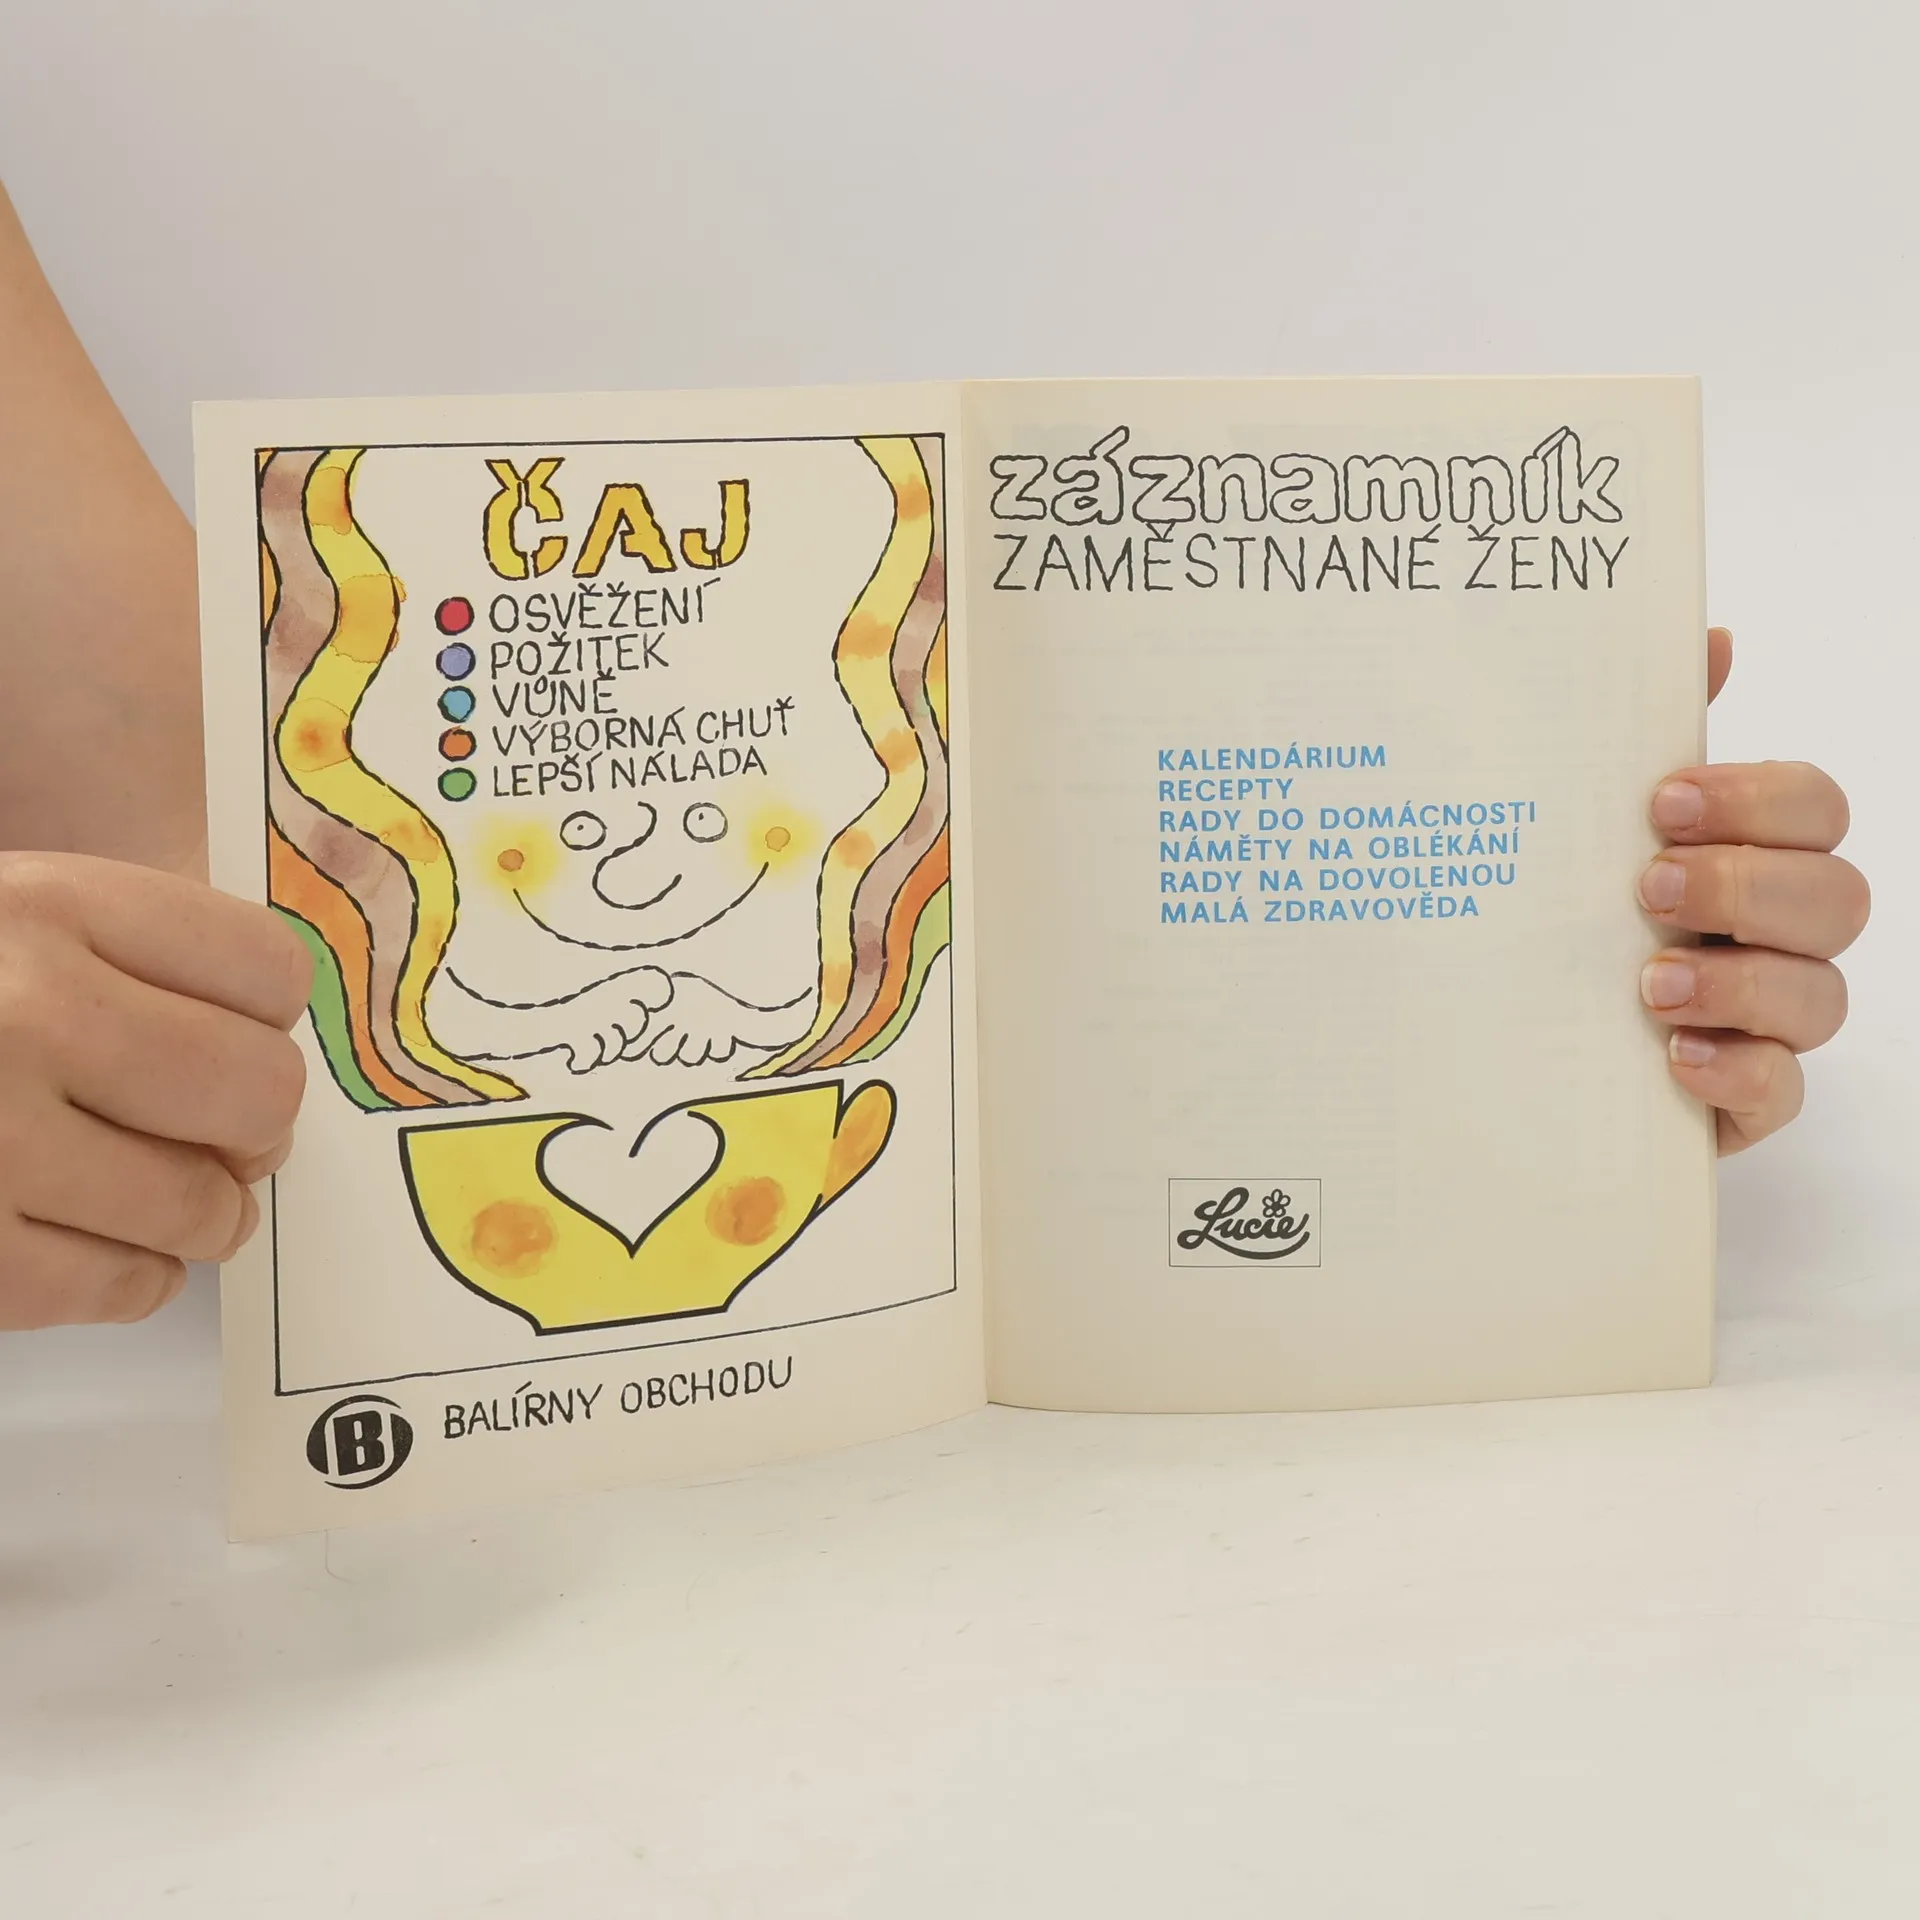 ČAJ
OSVĚŽENÍ
POŽITEK
VŮNĚ
VÝBORNÁ CHUŤ
LEPŠÍ NÁLADA
B BALÍRNY OBCHODU
záznamník
ZAMĚSTNANÉ ŽENY
KALENDÁRIUM
RECEPTY
RADY DO DOMÁCNOSTI
NÁMĚTY NA OBLÉKÁNÍ
RADY NA DOVOLENOU
MALÁ ZDRAVOVĚDA
Lucie